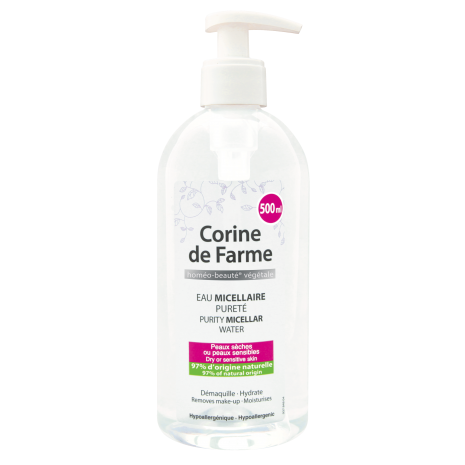 500 ml
Corine
de Farme
homéo-beauté® végétale
EAU MICELLAIRE
PURETÉ
PURITY MICELLAR
WATER
Peaux sèches
ou peaux sensibles
Dry or sensitive skin
97% d'origine naturelle
97% of natural origin
Démaquille · Hydrate
Removes make-up · Moisturises
Hypoallergénique · Hypoallergenic